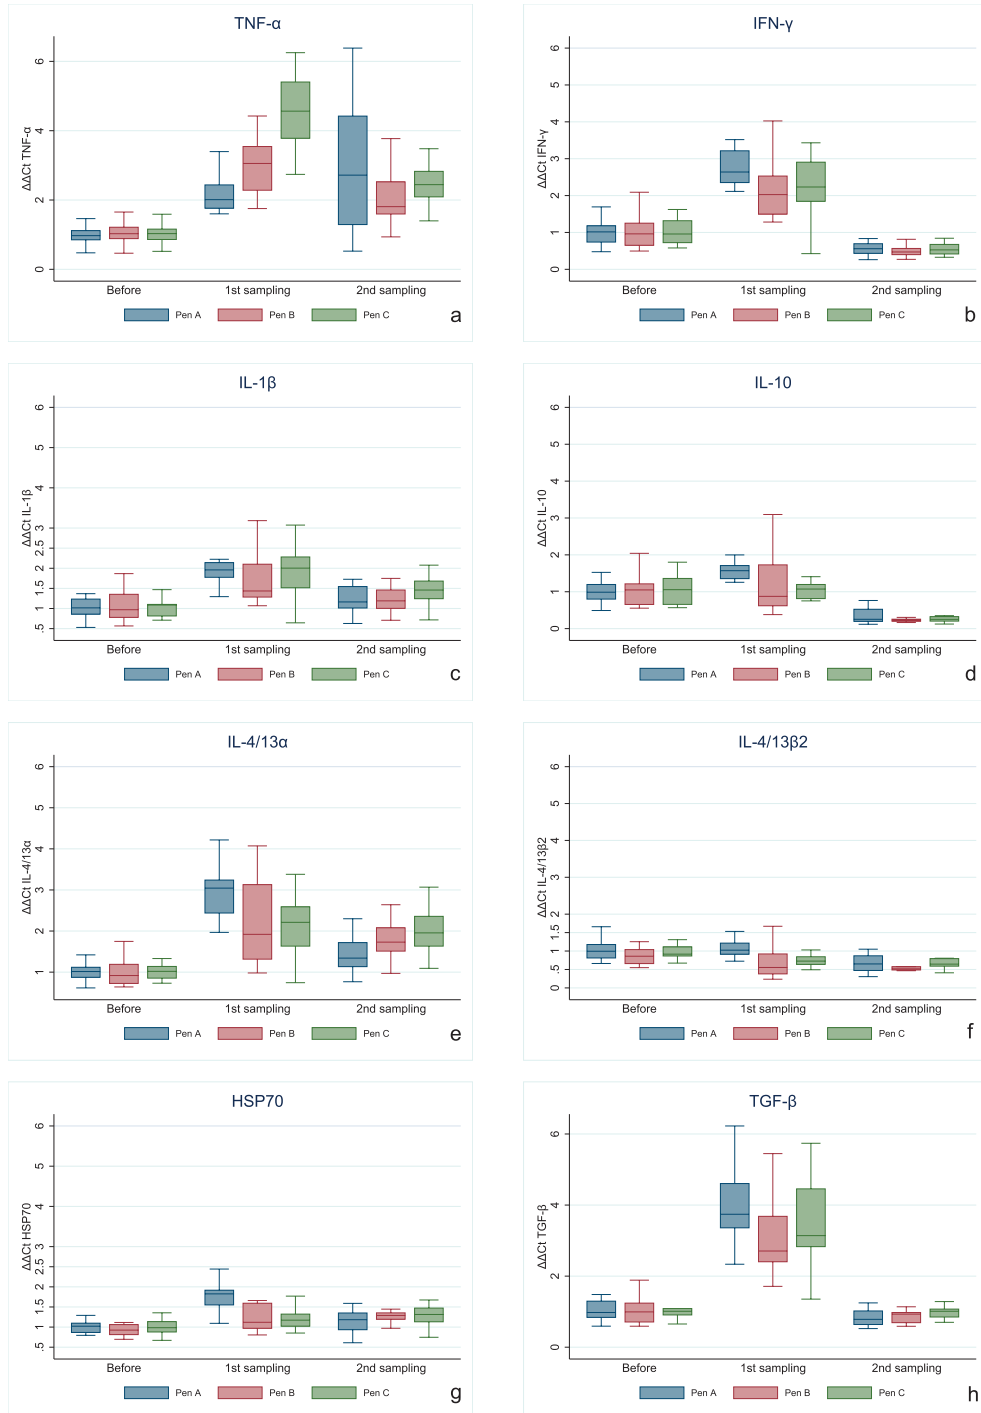 TNF-α
ΔΔCt TNF-α
6
4
2
0
Before 1st sampling 2nd sampling
Pen A Pen B Pen C
a
IFN-γ
ΔΔCt IFN-γ
6
5
4
3
2
1
0
Before 1st sampling 2nd sampling
Pen A Pen B Pen C
b
IL-1β
ΔΔCt IL-1β
6
5
4
3
2.5
2
1.5
1
.5
Before 1st sampling 2nd sampling
Pen A Pen B Pen C
c
IL-10
ΔΔCt IL-10
6
5
4
3
2
1
0
Before 1st sampling 2nd sampling
Pen A Pen B Pen C
d
IL-4/13α
ΔΔCt IL-4/13α
6
5
4
3
2
1
Before 1st sampling 2nd sampling
Pen A Pen B Pen C
e
IL-4/13β2
ΔΔCt IL-4/13β2
6
5
4
3
2
1.5
1
.5
0
Before 1st sampling 2nd sampling
Pen A Pen B Pen C
f
HSP70
ΔΔCt HSP70
6
5
4
3
2.5
2
1.5
1
.5
Before 1st sampling 2nd sampling
Pen A Pen B Pen C
g
TGF-β
ΔΔCt TGF-β
6
4
2
0
Before 1st sampling 2nd sampling
Pen A Pen B Pen C
h